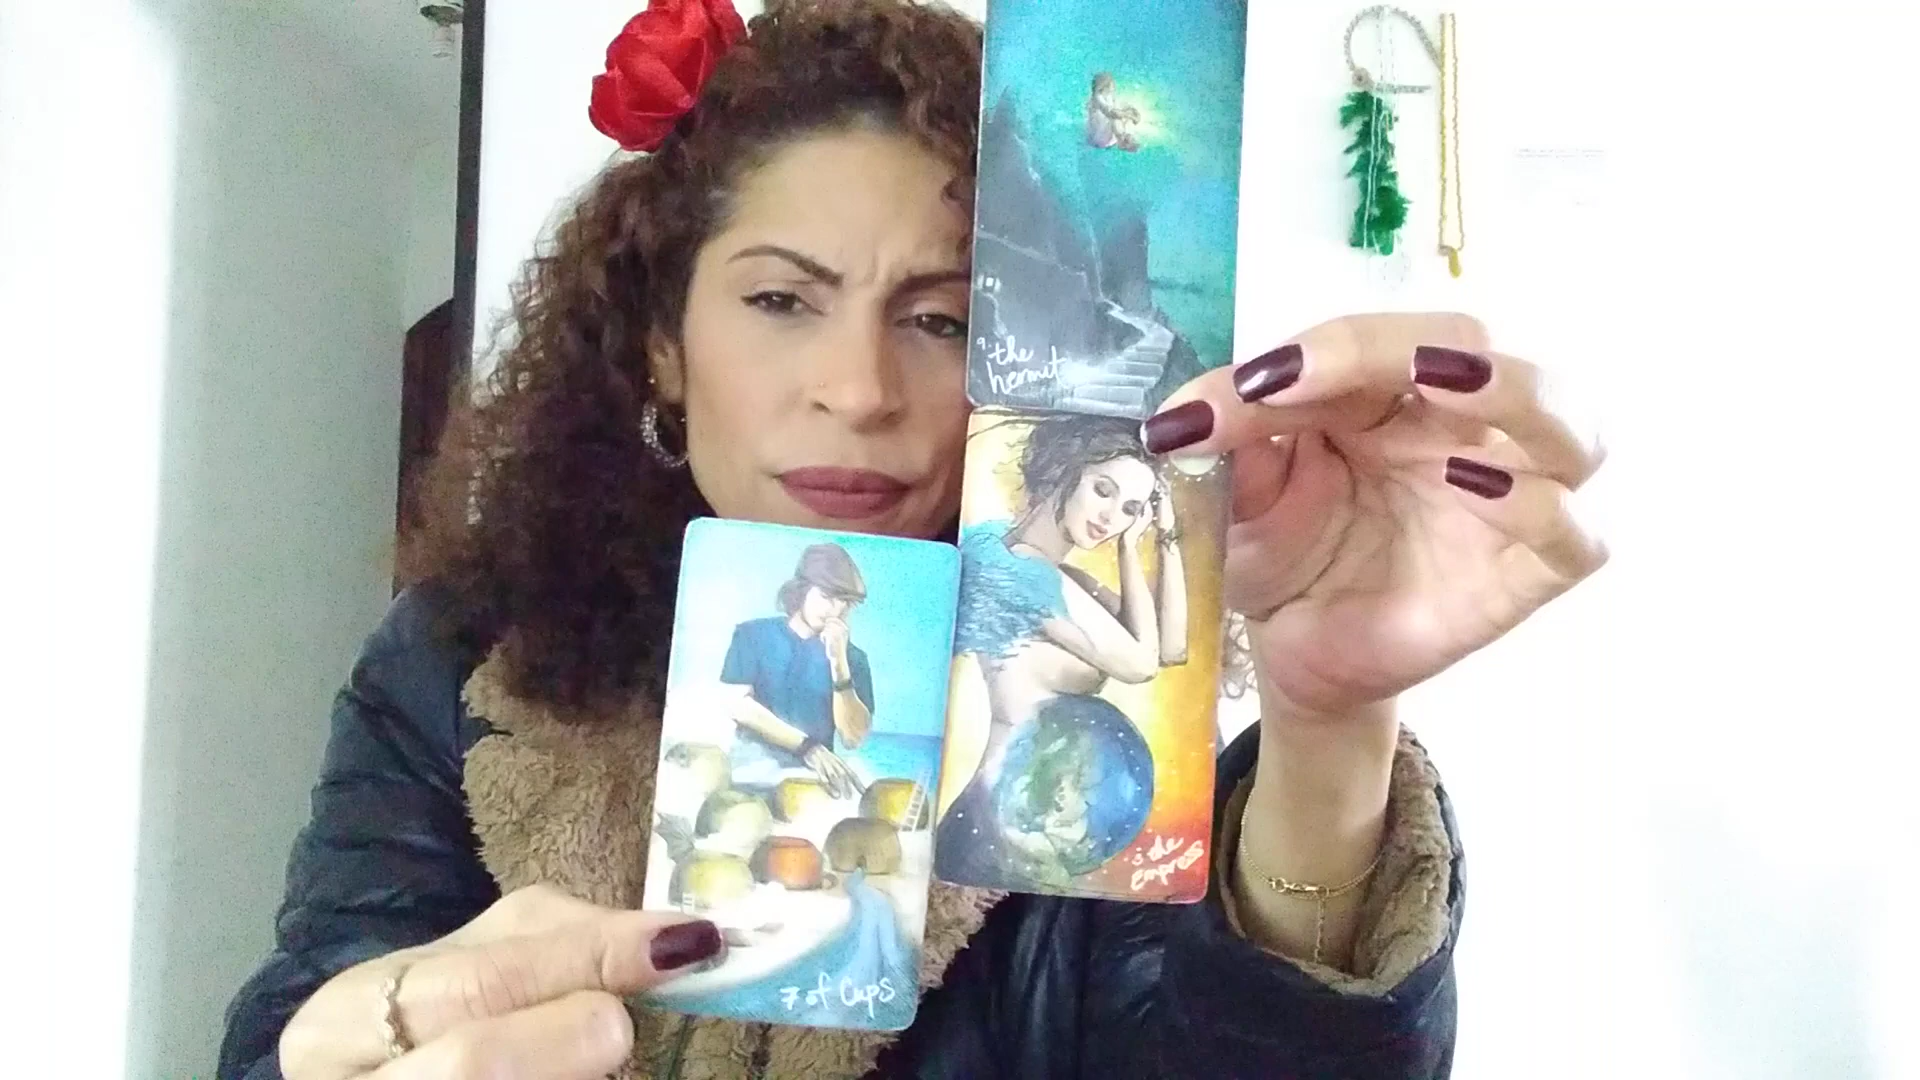 9. the
hermit
3 the
Empress
7 of Cups